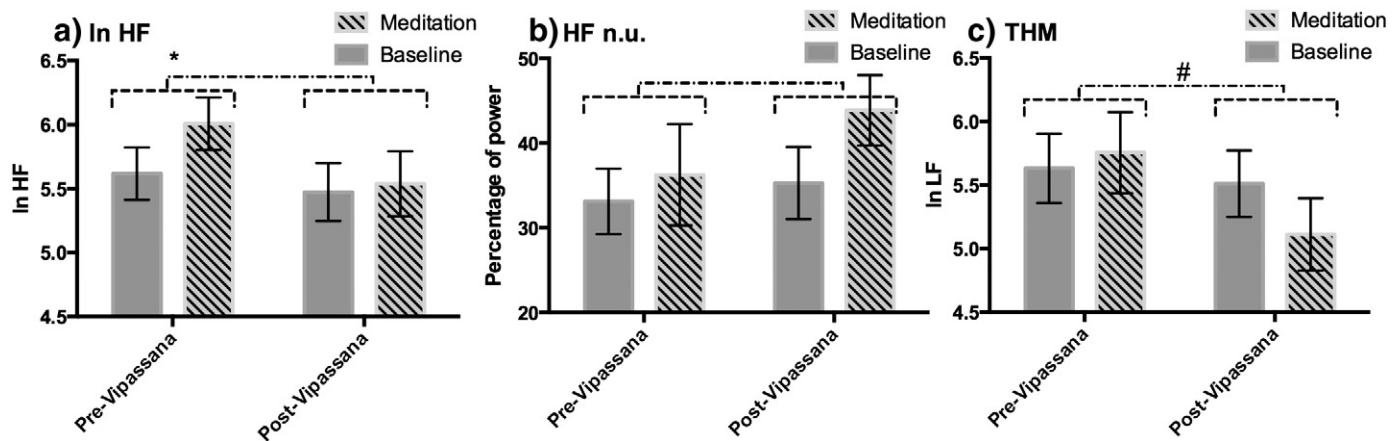 a) ln HF
Meditation
Baseline
*
ln HF
6.5
6.0
5.5
5.0
4.5
Pre-Vipassana
Post-Vipassana
b) HF n.u.
Meditation
Baseline
Percentage of power
50
40
30
20
Pre-Vipassana
Post-Vipassana
c) THM
Meditation
Baseline
#
ln LF
6.5
6.0
5.5
5.0
4.5
Pre-Vipassana
Post-Vipassana